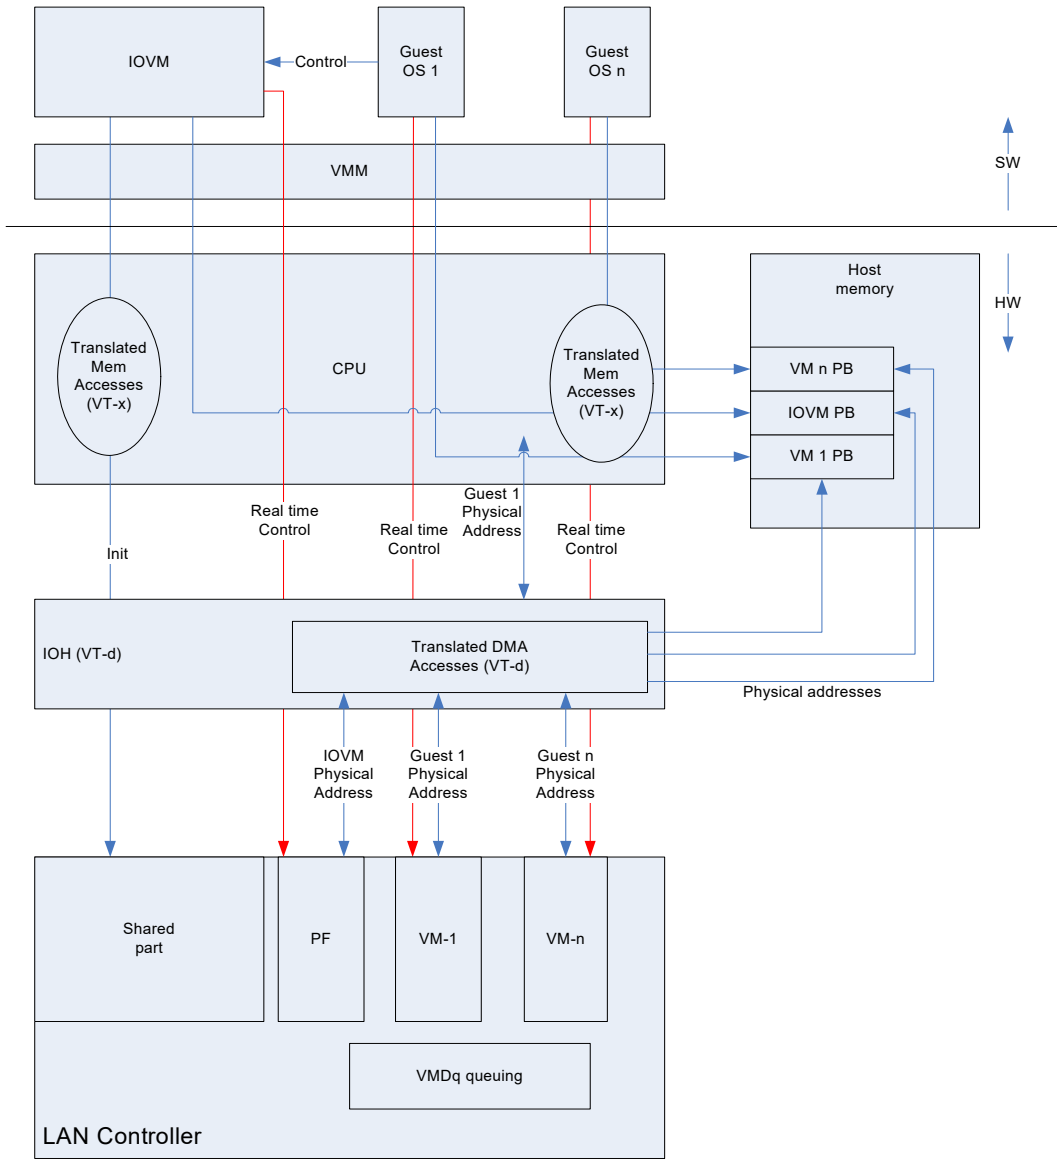 IOVM
Control
Guest
OS 1
Guest
OS n
VMM
SW
HW
Host
memory
Translated
Mem
Accesses
(VT-x)
CPU
Translated
Mem
Accesses
(VT-x)
VM n PB
IOVM PB
VM 1 PB
Guest 1
Physical
Address
Real time
Control
Real time
Control
Real time
Control
Init
IOH (VT-d)
Translated DMA
Accesses (VT-d)
Physical addresses
IOVM
Physical
Address
Guest 1
Physical
Address
Guest n
Physical
Address
Shared
part
PF
VM-1
VM-n
VMDq queuing
LAN Controller